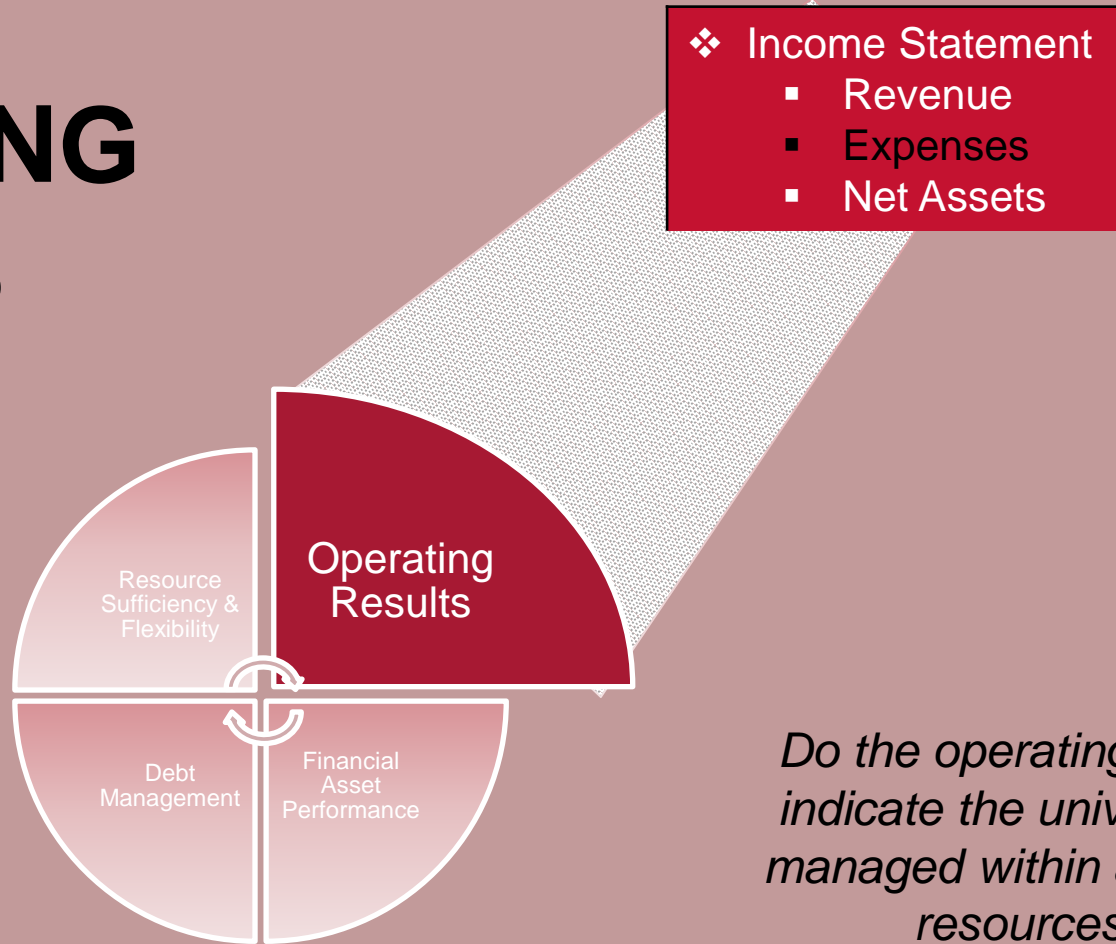 NG
❖ Income Statement
▪ Revenue
▪ Expenses
▪ Net Assets
Operating
Results
Resource
Sufficiency &
Flexibility
Debt
Management
Financial
Asset
Performance
Do the operating
indicate the univ
managed within
resources